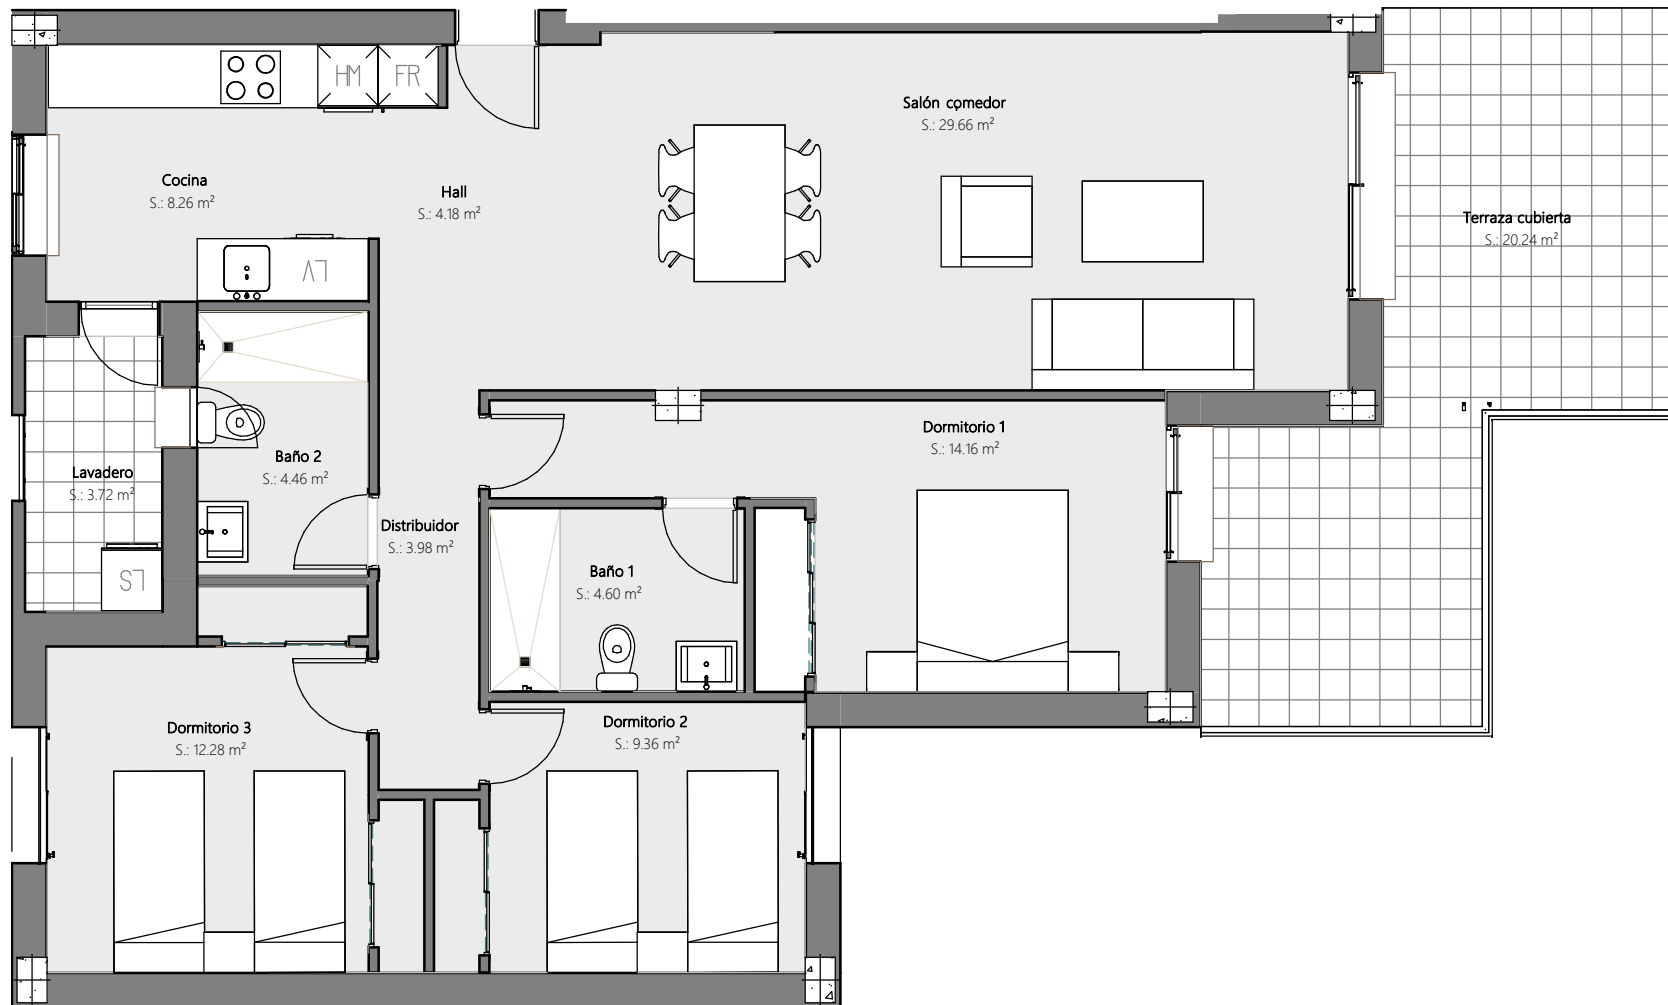 HM
FR
Salón comedor
S.: 29.66 m²
Cocina
S.: 8.26 m²
Hall
S.: 4.18 m²
Terraza cubierta
S.: 20.24 m²
LV
Dormitorio 1
S.: 14.16 m²
Baño 2
S.: 4.46 m²
Lavadero
S.: 3.72 m²
Distribuidor
S.: 3.98 m²
Baño 1
S.: 4.60 m²
LS
Dormitorio 3
S.: 12.28 m²
Dormitorio 2
S.: 9.36 m²